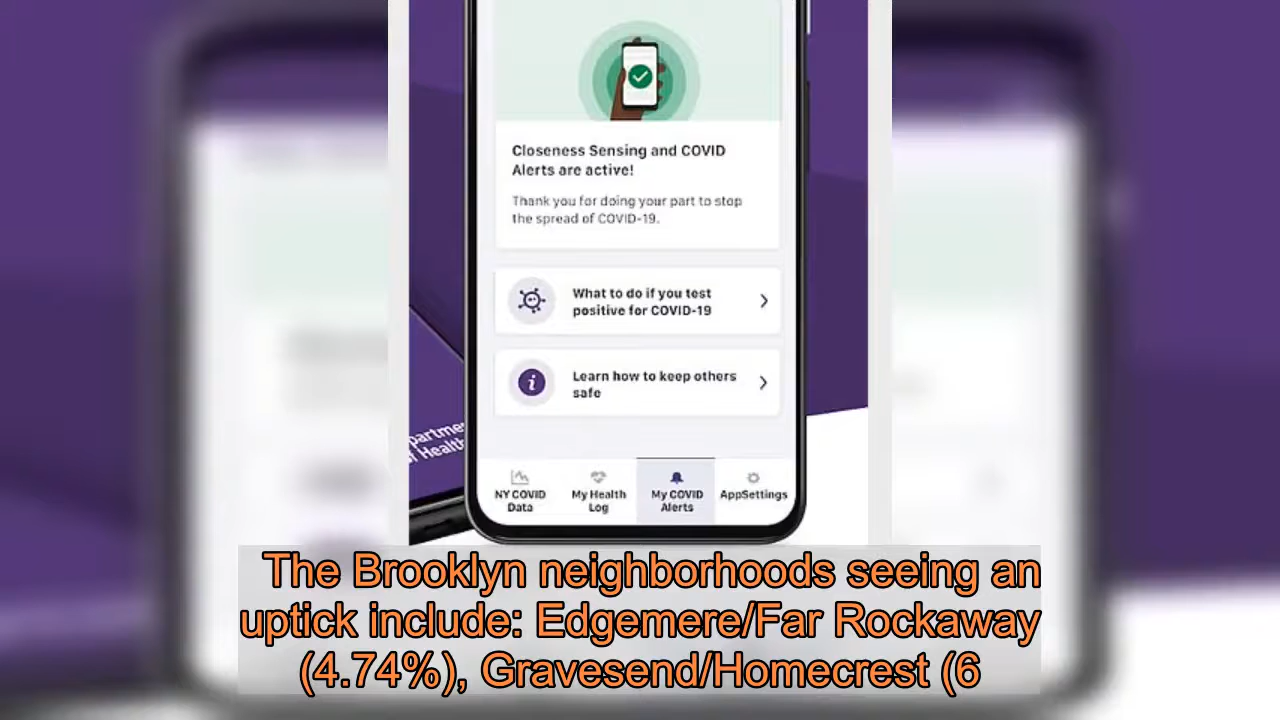 Closeness Sensing and COVID
Alerts are active!
Thank you for doing your part to stop
the spread of COVID-19.
What to do if you test
positive for COVID-19
i
Learn how to keep others
safe
partme
f Health
NY COVID
Data
My Health
Log
My COVID
Alerts
AppSettings
The Brooklyn neighborhoods seeing an
uptick include: Edgemere/Far Rockaway
(4.74%), Gravesend/Homecrest (6